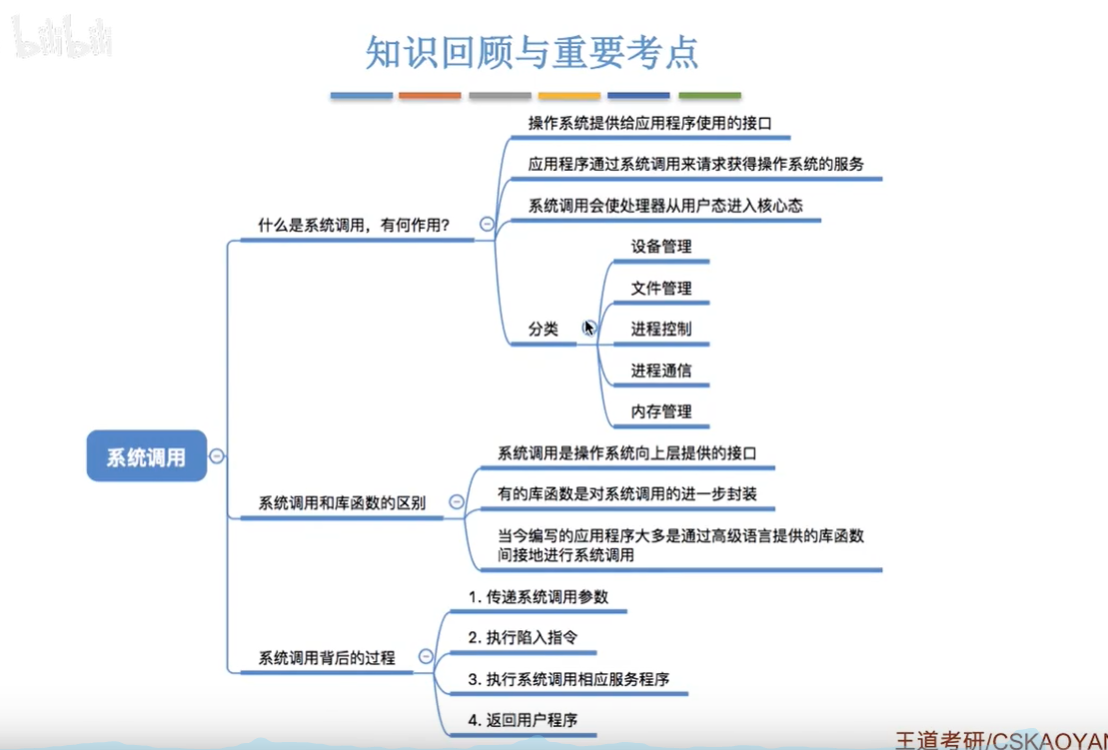 bilibili
知识回顾与重要考点
操作系统提供给应用程序使用的接口
应用程序通过系统调用来请求获得操作系统的服务
系统调用会使处理器从用户态进入核心态
什么是系统调用，有何作用？
设备管理
文件管理
分类
进程控制
进程通信
内存管理
系统调用
系统调用是操作系统向上层提供的接口
系统调用和库函数的区别
有的库函数是对系统调用的进一步封装
当今编写的应用程序大多是通过高级语言提供的库函数
间接地进行系统调用
1. 传递系统调用参数
2. 执行陷入指令
系统调用背后的过程
3. 执行系统调用相应服务程序
4. 返回用户程序
王道考研/CSKAOYAN